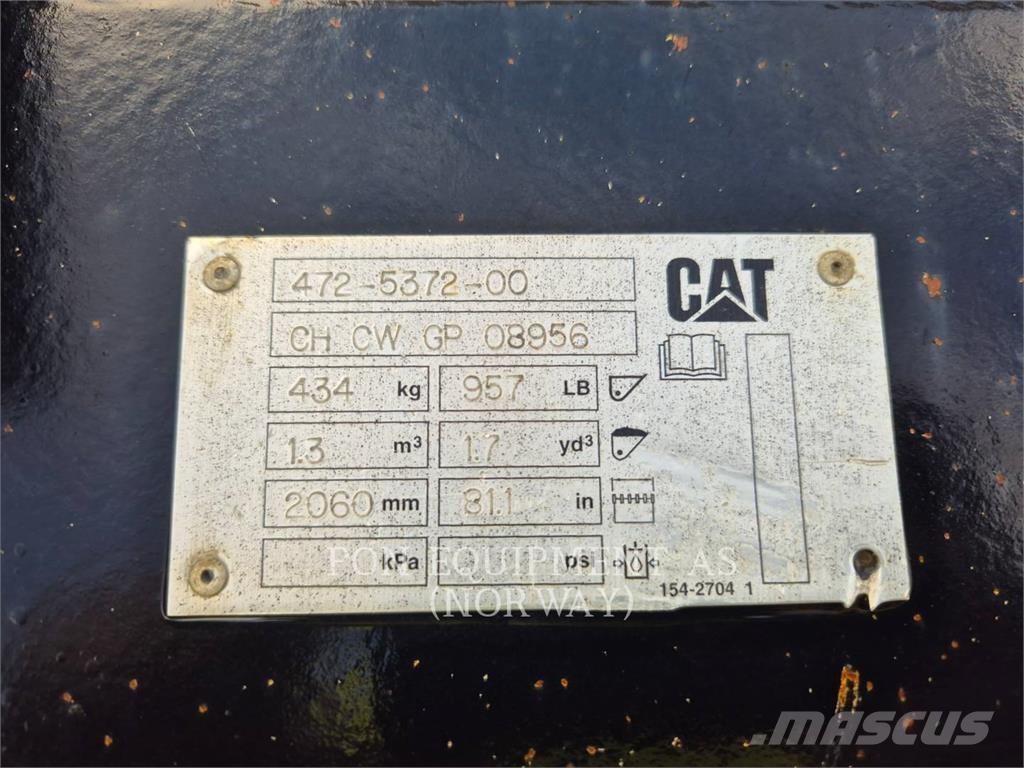 472-5372-00
CAT
CH CW GP 08956
434 kg 957 LB
1.3 m³ 1.7 yd³
2060 mm 81.1 in
kPa psi
154-2704 1
PON EQUIPMENT AS
(NORWAY)
MASCUS